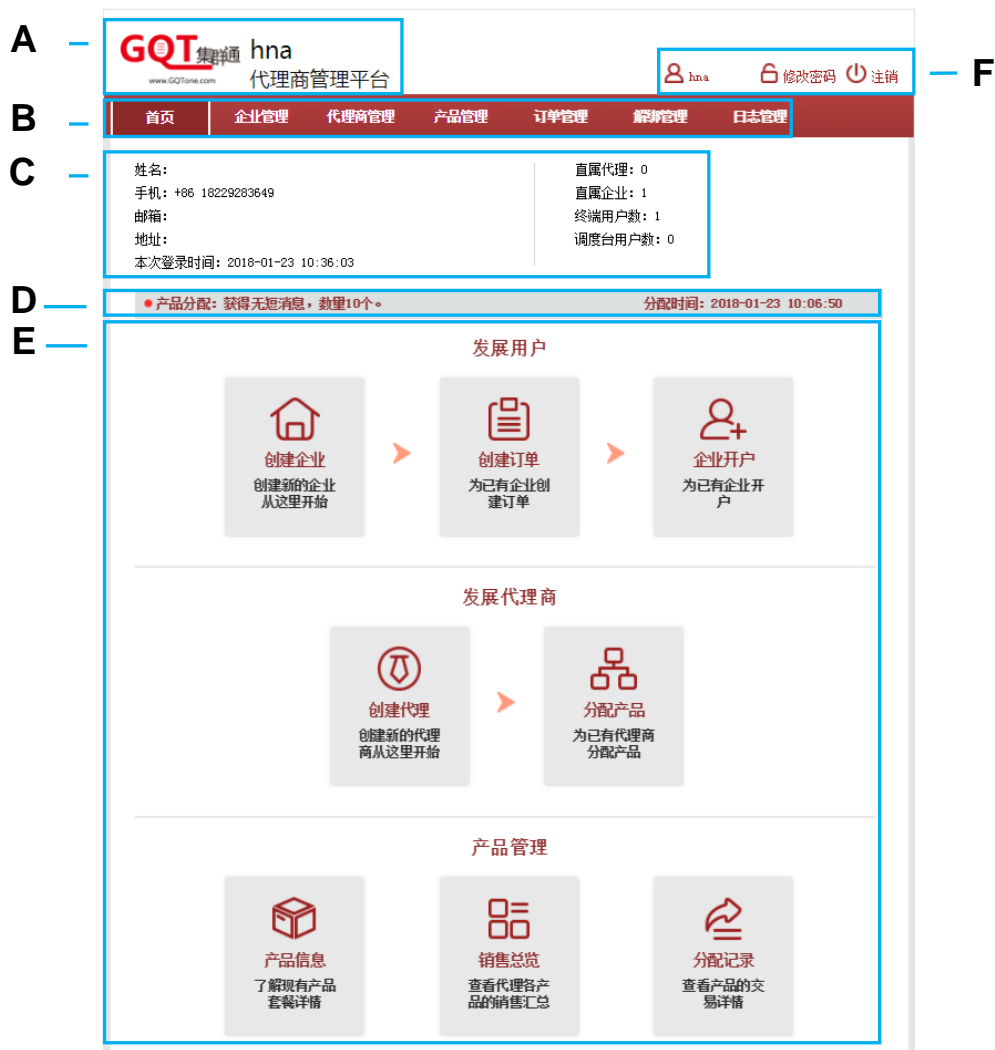 A
GQT集群通 hna
www.GQTone.com 代理商管理平台
hna 修改密码 注销
F
B
首页 企业管理 代理商管理 产品管理 订单管理 解绑管理 日志管理
C
姓名:
手机: +86 18229283649
邮箱:
地址:
本次登录时间: 2018-01-23 10:36:03
直属代理: 0
直属企业: 1
终端用户数: 1
调度台用户数: 0
D
产品分配: 获得无短消息, 数量10个。 分配时间: 2018-01-23 10:06:50
E
发展用户
创建企业
创建新的企业
从这里开始
创建订单
为已有企业创
建订单
企业开户
为已有企业开
户
发展代理商
创建代理
创建新的代理
商从这里开始
分配产品
为已有代理商
分配产品
产品管理
产品信息
了解现有产品
套餐详情
销售总览
查看代理各产
品的销售汇总
分配记录
查看产品的交
易详情